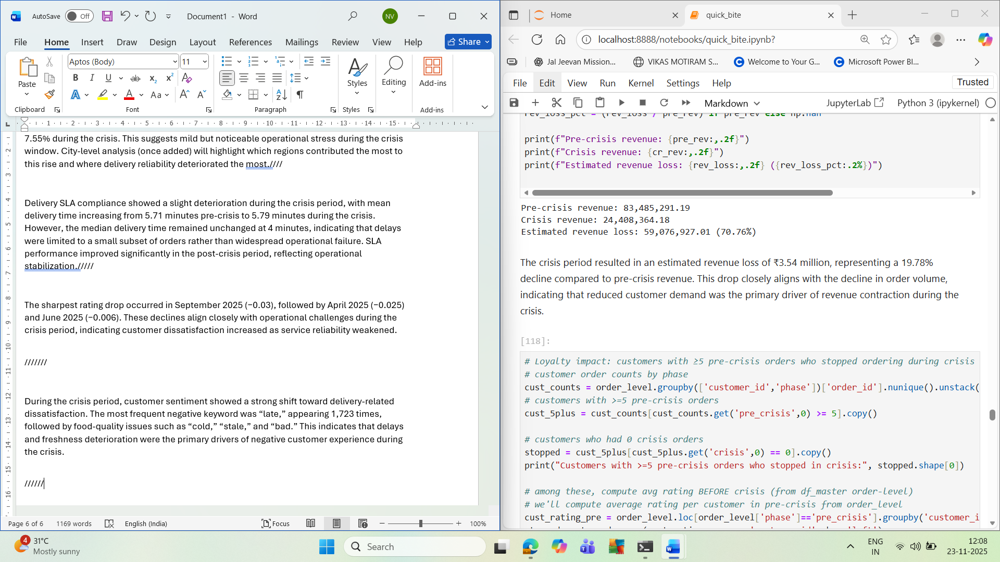 AutoSave
Off
Document1 - Word
NV
File
Home
Insert
Draw
Design
Layout
References
Mailings
Review
View
Help
Share
Paste
Clipboard
Aptos (Body)
11
Font
Paragraph
Styles
Styles
Editing
Add-ins
Add-ins
1 2 3 4 5 6 7 8 9 10 11 12 13 14 15
7.55% during the crisis. This suggests mild but noticeable operational stress during the crisis
window. City-level analysis (once added) will highlight which regions contributed the most to
this rise and where delivery reliability deteriorated the most.////
Delivery SLA compliance showed a slight deterioration during the crisis period, with mean
delivery time increasing from 5.71 minutes pre-crisis to 5.79 minutes during the crisis.
However, the median delivery time remained unchanged at 4 minutes, indicating that delays
were limited to a small subset of orders rather than widespread operational failure. SLA
performance improved significantly in the post-crisis period, reflecting operational
stabilization./////
The sharpest rating drop occurred in September 2025 (−0.03), followed by April 2025 (−0.025)
and June 2025 (−0.006). These declines align closely with operational challenges during the
crisis period, indicating customer dissatisfaction increased as service reliability weakened.
///////
During the crisis period, customer sentiment showed a strong shift toward delivery-related
dissatisfaction. The most frequent negative keyword was “late,” appearing 1,723 times,
followed by food-quality issues such as “cold,” “stale,” and “bad.” This indicates that delays
and freshness deterioration were the primary drivers of negative customer experience during
the crisis.
//////
Page 6 of 6
1169 words
English (India)
Focus
100%
Home
quick_bite
localhost:8888/notebooks/quick_bite.ipynb?
Jal Jeevan Mission...
VIKAS MOTIRAM S...
Welcome to Your G...
Microsoft Power BI...
File
Edit
View
Run
Kernel
Settings
Help
Trusted
Markdown
JupyterLab
Python 3 (ipykernel)
rev_loss_pct = (rev_loss / pre_rev) if pre_rev else np.nan
print(f"Pre-crisis revenue: {pre_rev:,.2f}")
print(f"Crisis revenue: {cr_rev:,.2f}")
print(f"Estimated revenue loss: {rev_loss:,.2f} ({rev_loss_pct:.2%})")
Pre-crisis revenue: 83,485,291.19
Crisis revenue: 24,408,364.18
Estimated revenue loss: 59,076,927.01 (70.76%)
The crisis period resulted in an estimated revenue loss of ₹3.54 million, representing a 19.78%
decline compared to pre-crisis revenue. This drop closely aligns with the decline in order volume,
indicating that reduced customer demand was the primary driver of revenue contraction during the
crisis.
[118]:
# Loyalty impact: customers with ≥5 pre-crisis orders who stopped ordering during crisis
# customer order counts by phase
cust_counts = order_level.groupby(['customer_id','phase'])['order_id'].nunique().unstack(
# customers with >=5 pre-crisis orders
cust_5plus = cust_counts[cust_counts.get('pre_crisis',0) >= 5].copy()
# customers who had 0 crisis orders
stopped = cust_5plus[cust_5plus.get('crisis',0) == 0].copy()
print("Customers with >=5 pre-crisis orders who stopped in crisis:", stopped.shape[0])
# among these, compute avg rating BEFORE crisis (from df_master order-level)
# we'll compute average rating per customer in pre-crisis from order_level
cust_rating_pre = order_level.loc[order_level['phase']=='pre_crisis'].groupby('customer_i
4
31°C
Mostly sunny
Search
ENG
IN
12:08
23-11-2025